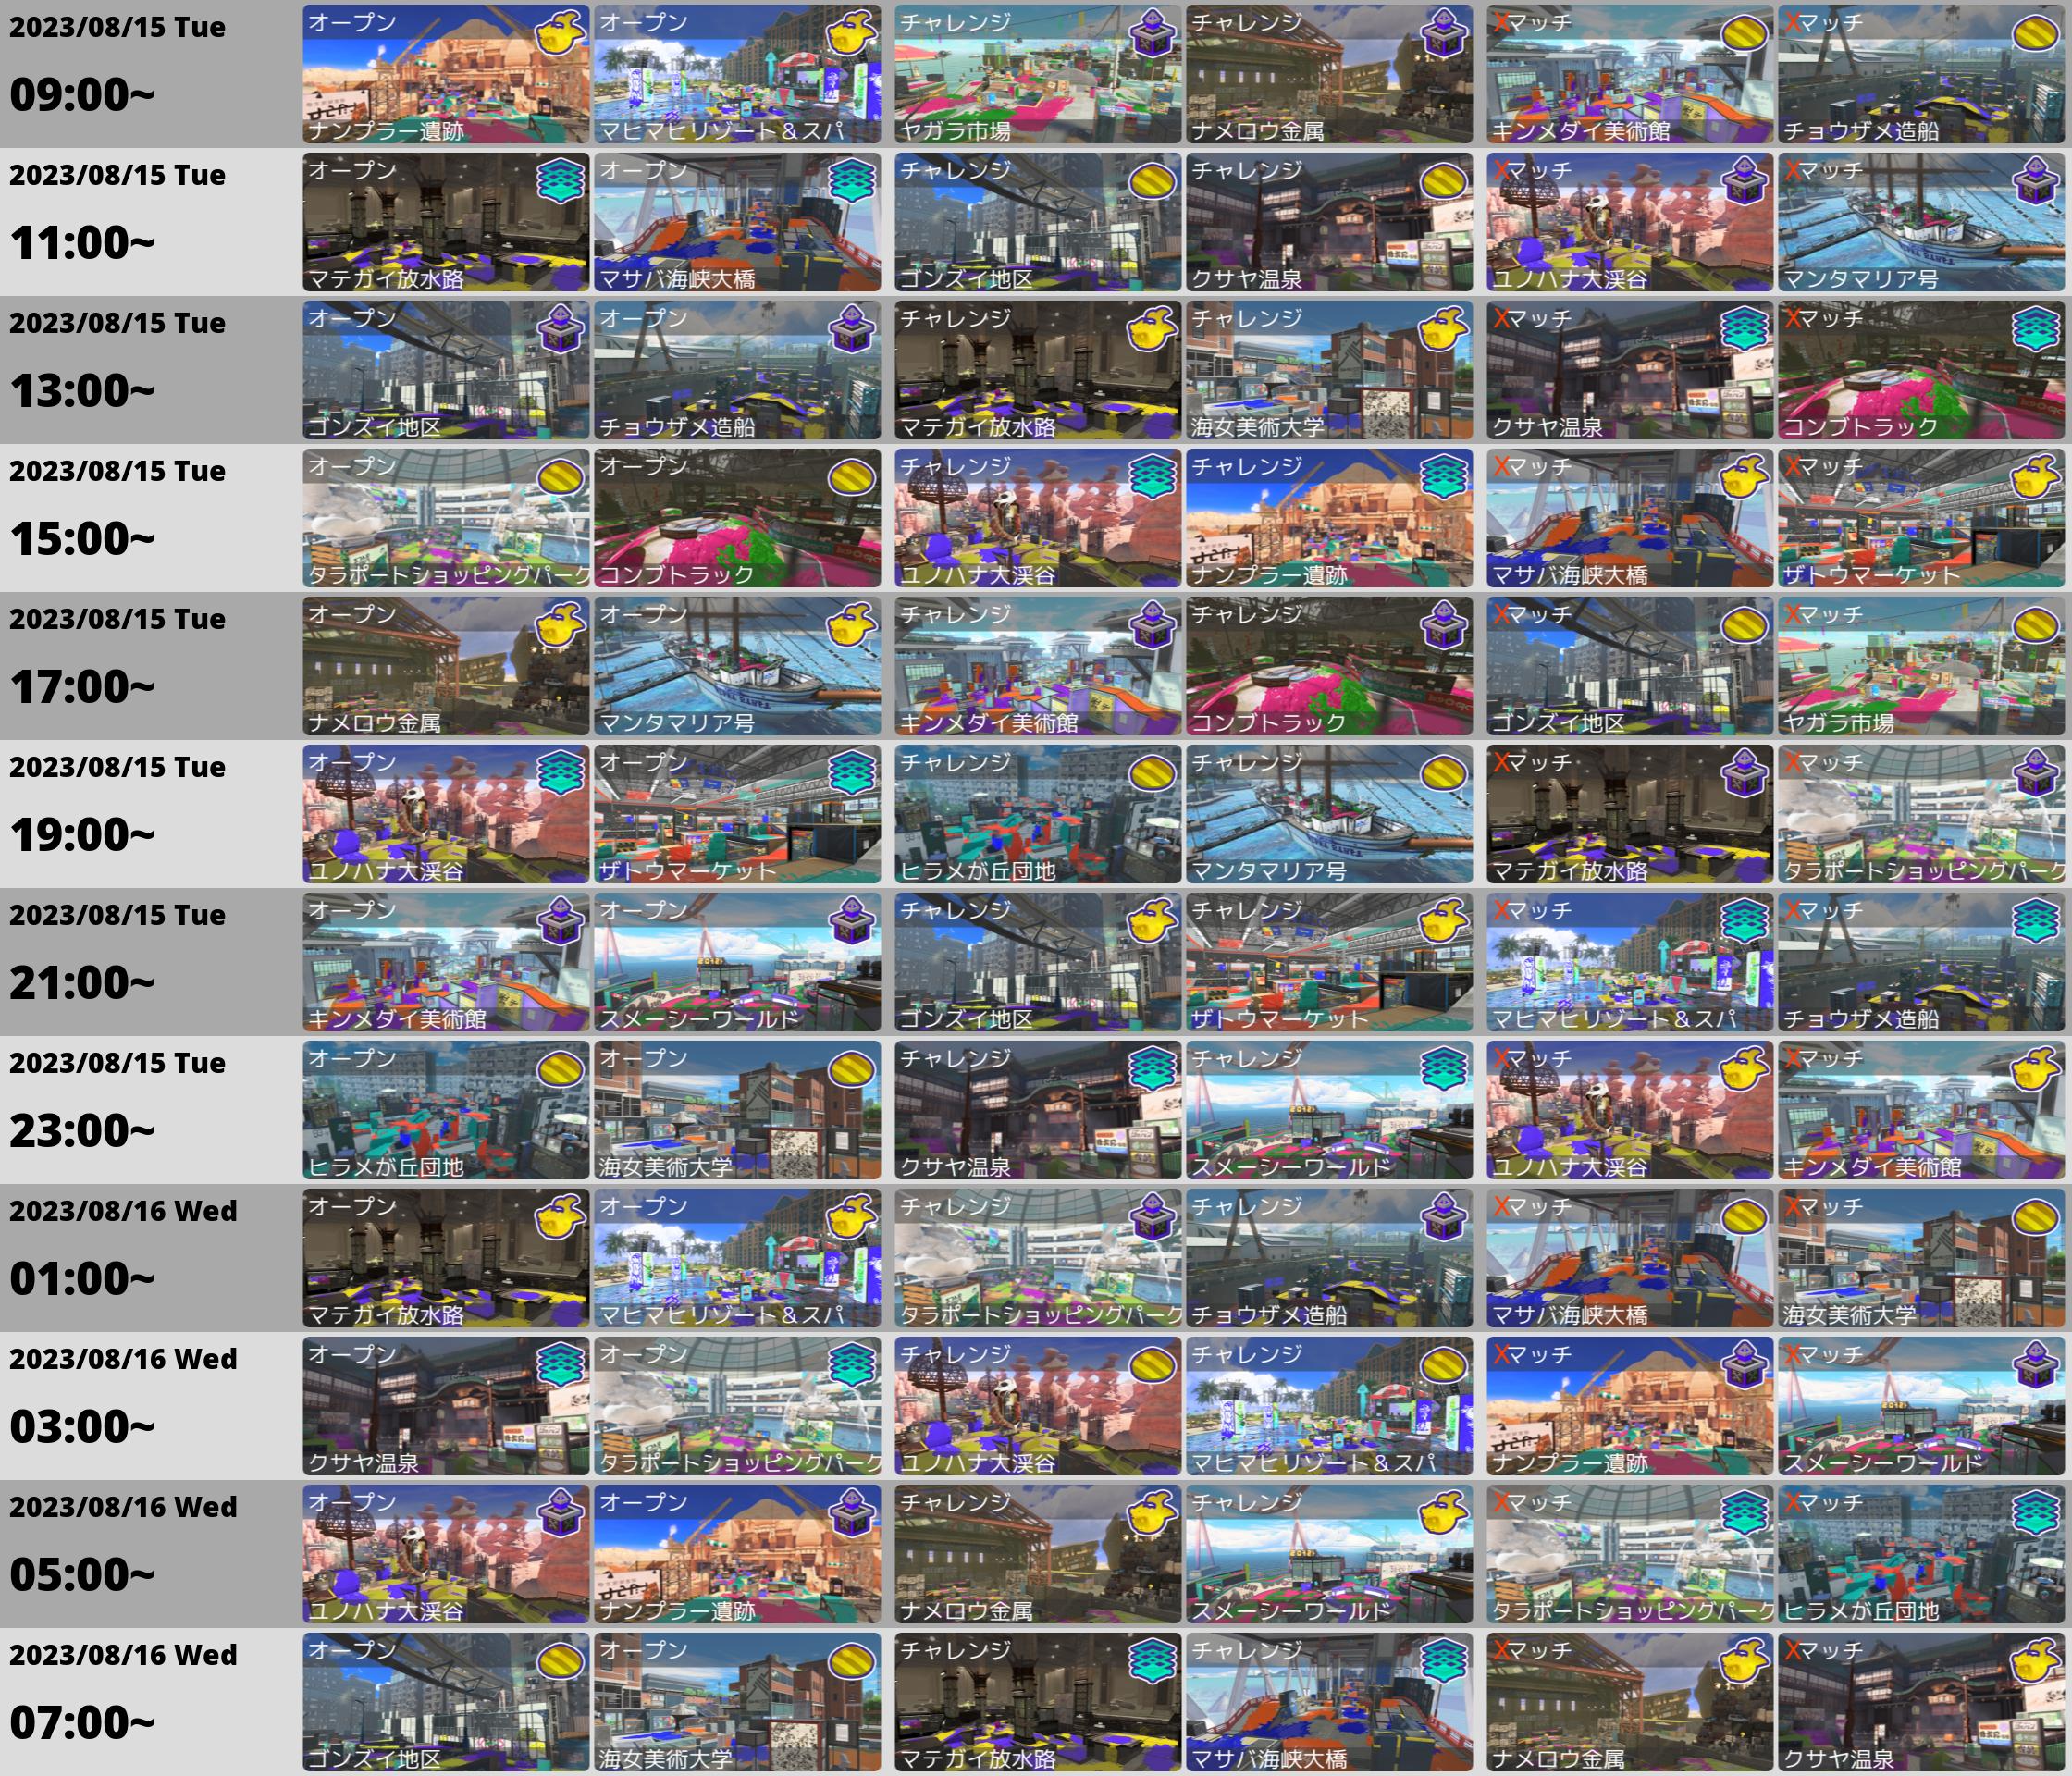 2023/08/15 Tue
09:00~
オープン オープン チャレンジ チャレンジ Xマッチ Xマッチ
ナンプラー遺跡 マヒマヒリゾート＆スパ ヤガラ市場 ナメロウ金属 キンメダイ美術館 チョウザメ造船
2023/08/15 Tue
11:00~
オープン オープン チャレンジ チャレンジ Xマッチ Xマッチ
マテガイ放水路 マサバ海峡大橋 ゴンズイ地区 クサヤ温泉 ユノハナ大渓谷 マンタマリア号
2023/08/15 Tue
13:00~
オープン オープン チャレンジ チャレンジ Xマッチ Xマッチ
ゴンズイ地区 チョウザメ造船 マテガイ放水路 海女美術大学 クサヤ温泉 コンブトラック
2023/08/15 Tue
15:00~
オープン オープン チャレンジ チャレンジ Xマッチ Xマッチ
タラポートショッピングパーク コンブトラック ユノハナ大渓谷 ナンプラー遺跡 マサバ海峡大橋 ザトウマーケット
2023/08/15 Tue
17:00~
オープン オープン チャレンジ チャレンジ Xマッチ Xマッチ
ナメロウ金属 マンタマリア号 キンメダイ美術館 コンブトラック ゴンズイ地区 ヤガラ市場
2023/08/15 Tue
19:00~
オープン オープン チャレンジ チャレンジ Xマッチ Xマッチ
ユノハナ大渓谷 ザトウマーケット ヒラメが丘団地 マンタマリア号 マテガイ放水路 タラポートショッピングパーク
2023/08/15 Tue
21:00~
オープン オープン チャレンジ チャレンジ Xマッチ Xマッチ
キンメダイ美術館 スメーシーワールド ゴンズイ地区 ザトウマーケット マヒマヒリゾート＆スパ チョウザメ造船
2023/08/15 Tue
23:00~
オープン オープン チャレンジ チャレンジ Xマッチ Xマッチ
ヒラメが丘団地 海女美術大学 クサヤ温泉 スメーシーワールド ユノハナ大渓谷 キンメダイ美術館
2023/08/16 Wed
01:00~
オープン オープン チャレンジ チャレンジ Xマッチ Xマッチ
マテガイ放水路 マヒマヒリゾート＆スパ タラポートショッピングパーク チョウザメ造船 マサバ海峡大橋 海女美術大学
2023/08/16 Wed
03:00~
オープン オープン チャレンジ チャレンジ Xマッチ Xマッチ
クサヤ温泉 タラポートショッピングパーク ユノハナ大渓谷 マヒマヒリゾート＆スパ ナンプラー遺跡 スメーシーワールド
2023/08/16 Wed
05:00~
オープン オープン チャレンジ チャレンジ Xマッチ Xマッチ
ユノハナ大渓谷 ナンプラー遺跡 ナメロウ金属 スメーシーワールド タラポートショッピングパーク ヒラメが丘団地
2023/08/16 Wed
07:00~
オープン オープン チャレンジ チャレンジ Xマッチ Xマッチ
ゴンズイ地区 海女美術大学 マテガイ放水路 マサバ海峡大橋 ナメロウ金属 クサヤ温泉